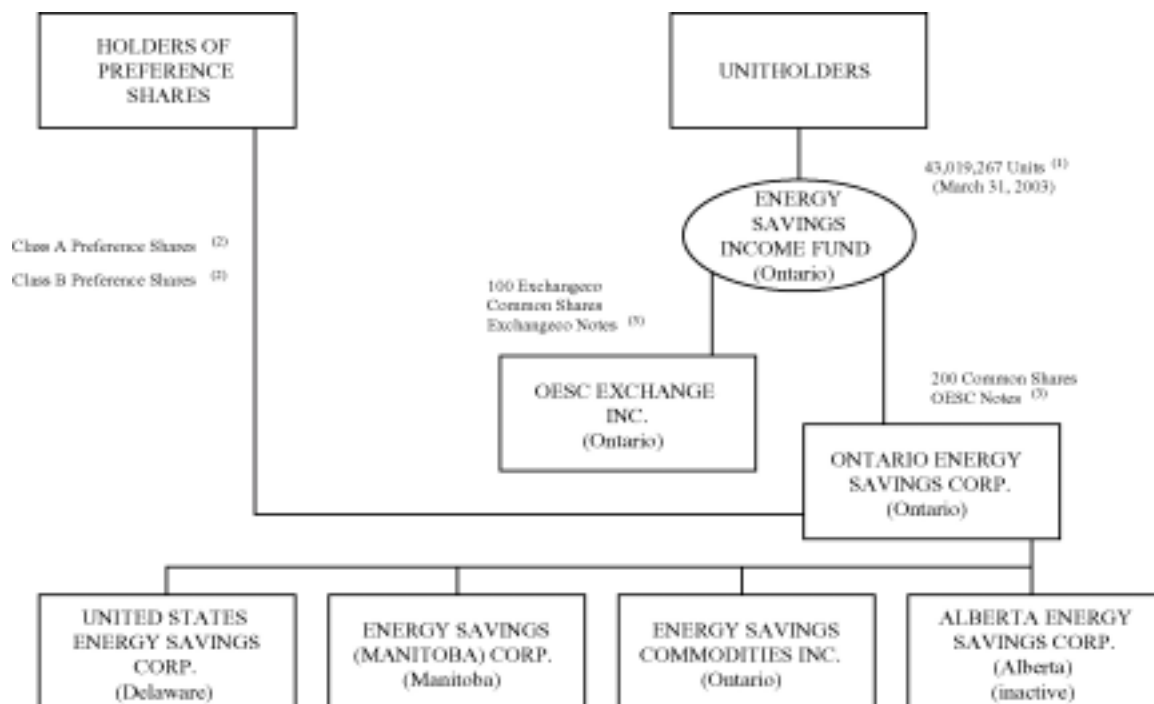 HOLDERS OF
PREFERENCE
SHARES
UNITHOLDERS
43,019,267 Units (1)
(March 31, 2003)
ENERGY
SAVINGS
INCOME FUND
(Ontario)
Class A Preference Shares (2)
Class B Preference Shares (2)
100 Exchangeco
Common Shares
Exchangeco Notes
200 Common Shares
OESC Notes (3)
OESC EXCHANGE
INC.
(Ontario)
ONTARIO ENERGY
SAVINGS CORP.
(Ontario)
UNITED STATES
ENERGY SAVINGS
CORP.
(Delaware)
ENERGY SAVINGS
(MANITOBA) CORP.
(Manitoba)
ENERGY SAVINGS
COMMODITIES INC.
(Ontario)
ALBERTA ENERGY
SAVINGS CORP.
(Alberta)
(inactive)